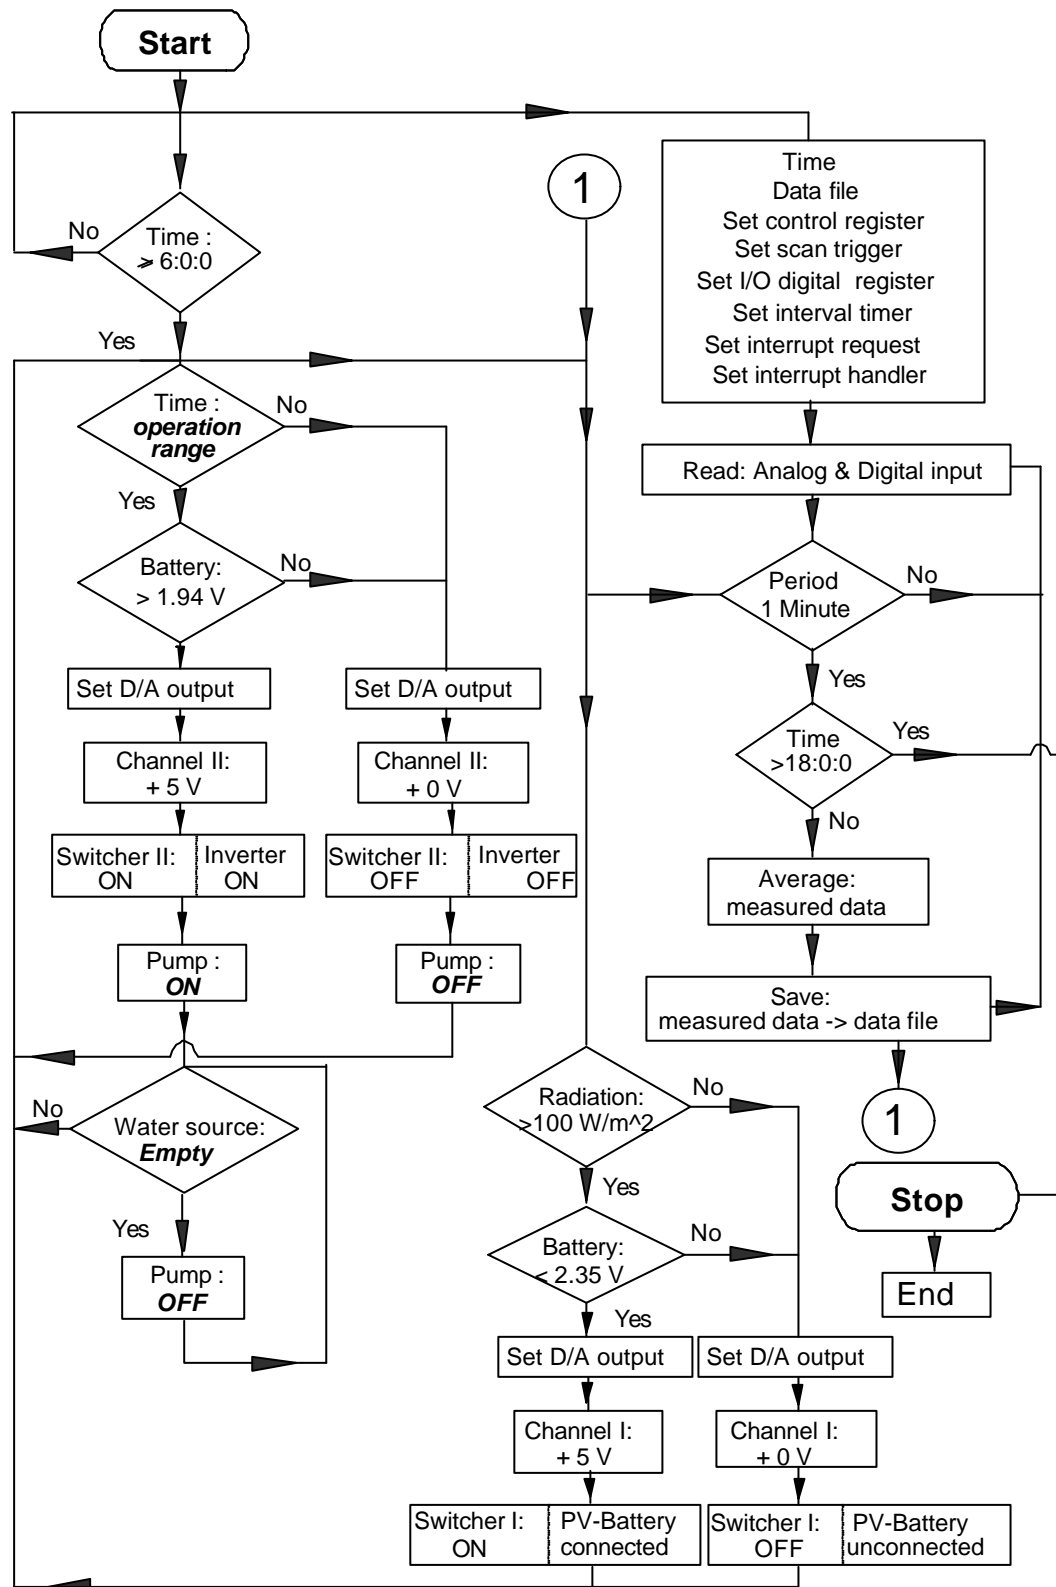 Start
No
Time :
≥ 6:0:0
Yes
Time :
operation
range
No
Yes
Battery:
> 1.94 V
No
Set D/A output
Channel II:
+ 5 V
Switcher II:
ON
Inverter
ON
Pump :
ON
Set D/A output
Channel II:
+ 0 V
Switcher II:
OFF
Inverter
OFF
Pump :
OFF
No
Water source:
Empty
Yes
Pump :
OFF
1
Radiation:
>100 W/m^2
No
Yes
Battery:
< 2.35 V
No
Yes
Set D/A output
Channel I:
+ 5 V
Switcher I:
ON
PV-Battery
connected
Set D/A output
Channel I:
+ 0 V
Switcher I:
OFF
PV-Battery
unconnected
Time
Data file
Set control register
Set scan trigger
Set I/O digital register
Set interval timer
Set interrupt request
Set interrupt handler
Read: Analog & Digital input
Period
1 Minute
No
Yes
Time
>18:0:0
Yes
No
Average:
measured data
Save:
measured data -> data file
1
Stop
End